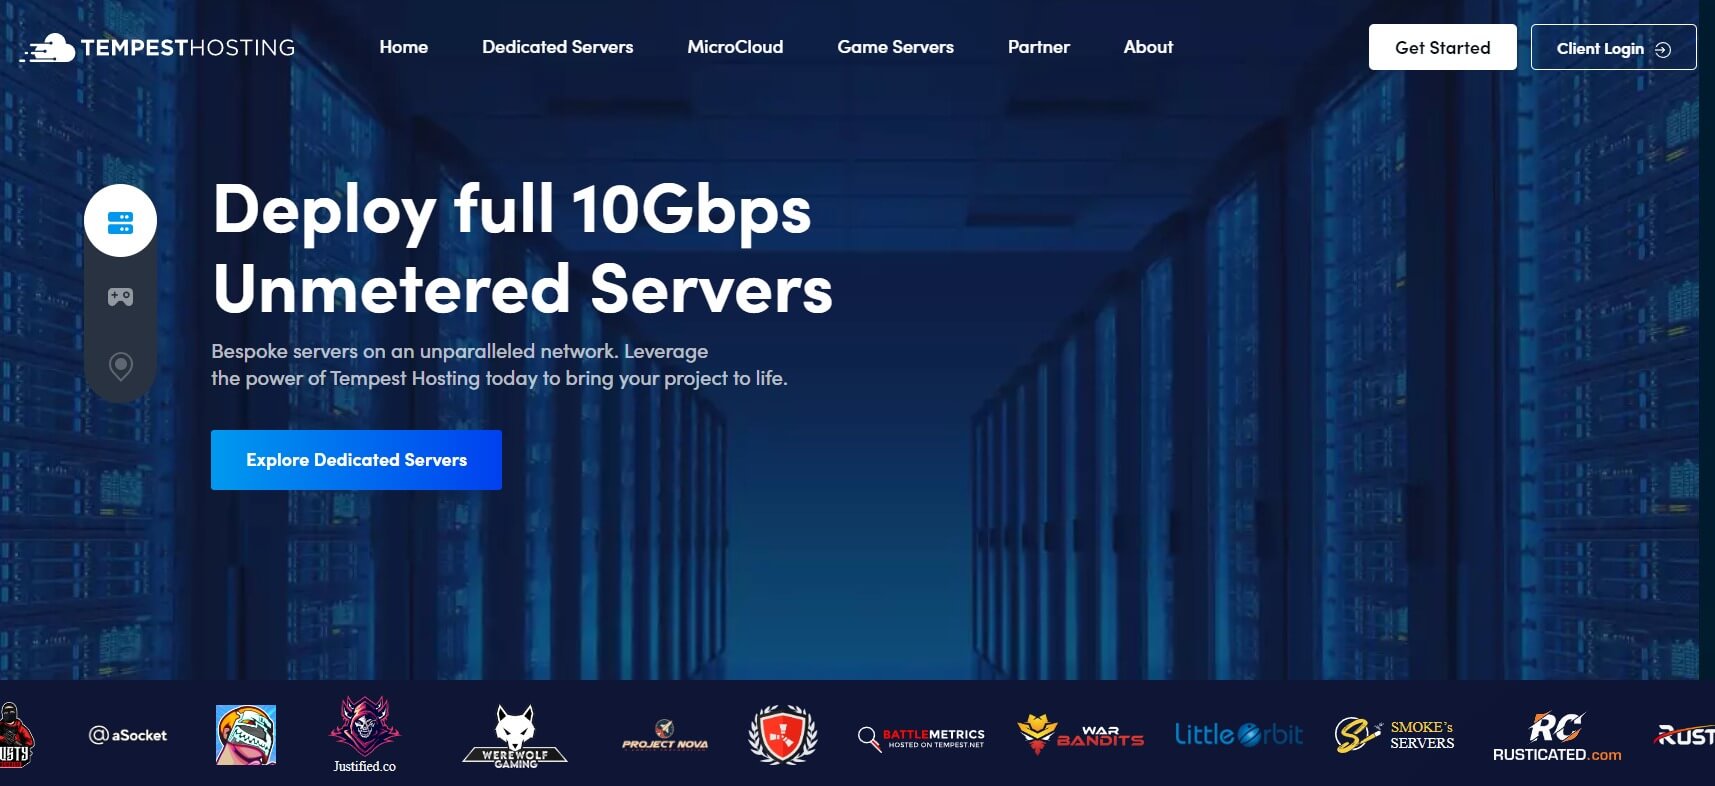 TEMPESTHOSTING
Home
Dedicated Servers
MicroCloud
Game Servers
Partner
About
Get Started
Client Login
Deploy full 10Gbps
Unmetered Servers
Bespoke servers on an unparalleled network. Leverage
the power of Tempest Hosting today to bring your project to life.
Explore Dedicated Servers
@aSocket
Justified.co
WEREWOLF
GAMING
PROJECT NOVA
BATTLEMETRICS
HOSTED ON TEMPEST.NET
WAR
BANDITS
LittleOrbit
SMOKE's
SERVERS
RC
RUSTICATED.com
RUST